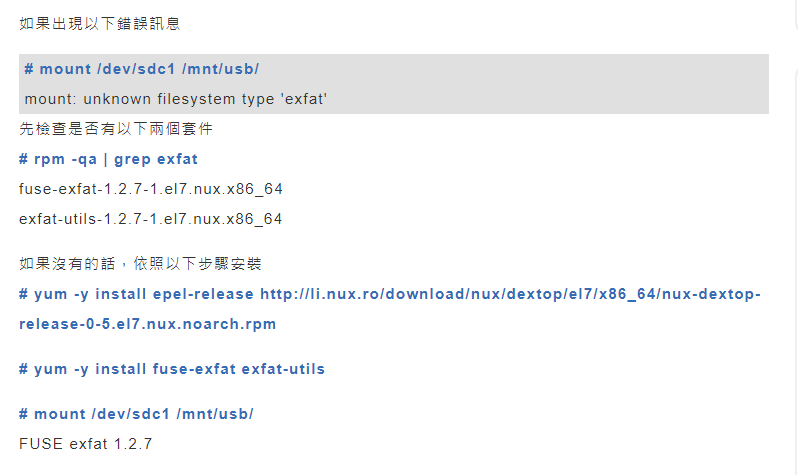 如果出現以下錯誤訊息
# mount /dev/sdc1 /mnt/usb/
mount: unknown filesystem type 'exfat'
先檢查是否有以下兩個套件
# rpm -qa | grep exfat
fuse-exfat-1.2.7-1.el7.nux.x86_64
exfat-utils-1.2.7-1.el7.nux.x86_64
如果沒有的話，依照以下步驟安裝
# yum -y install epel-release http://li.nux.ro/download/nux/dextop/el7/x86_64/nux-dextop-
release-0-5.el7.nux.noarch.rpm
# yum -y install fuse-exfat exfat-utils
# mount /dev/sdc1 /mnt/usb/
FUSE exfat 1.2.7